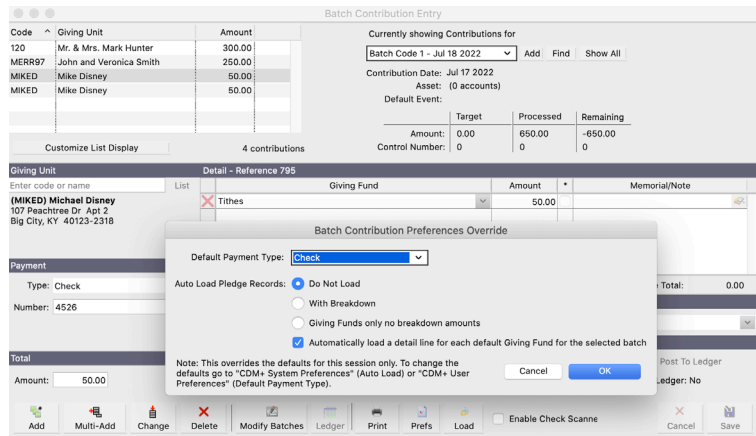 Batch Contribution Entry
Code ^ Giving Unit Amount
120 Mr. & Mrs. Mark Hunter 300.00
MERR97 John and Veronica Smith 250.00
MIKED Mike Disney 50.00
MIKED Mike Disney 50.00
Customize List Display 4 contributions
Currently showing Contributions for
Batch Code 1 - Jul 18 2022 Add Find Show All
Contribution Date: Jul 17 2022
Asset: (0 accounts)
Default Event:
Target Processed Remaining
Amount: 0.00 650.00 -650.00
Control Number: 0 0 0
Giving Unit Detail - Reference 795
Enter code or name List Giving Fund Amount * Memorial/Note
(MIKED) Michael Disney Tithes 50.00
107 Peachtree Dr Apt 2
Big City, KY 40123-2318
Batch Contribution Preferences Override
Default Payment Type: Check
Auto Load Pledge Records: Do Not Load
With Breakdown
Giving Funds only no breakdown amounts
Automatically load a detail line for each default Giving Fund for the selected batch
Note: This overrides the defaults for this session only. To change the
defaults go to "CDM+ System Preferences" (Auto Load) or "CDM+ User
Preferences" (Default Payment Type).
Cancel OK
Payment
Type: Check
Number: 4526
Total: 0.00
Total
Amount: 50.00
Post To Ledger
Ledger: No
Add Multi-Add Change Delete Modify Batches Ledger Print Prefs Load Enable Check Scanne Cancel Save